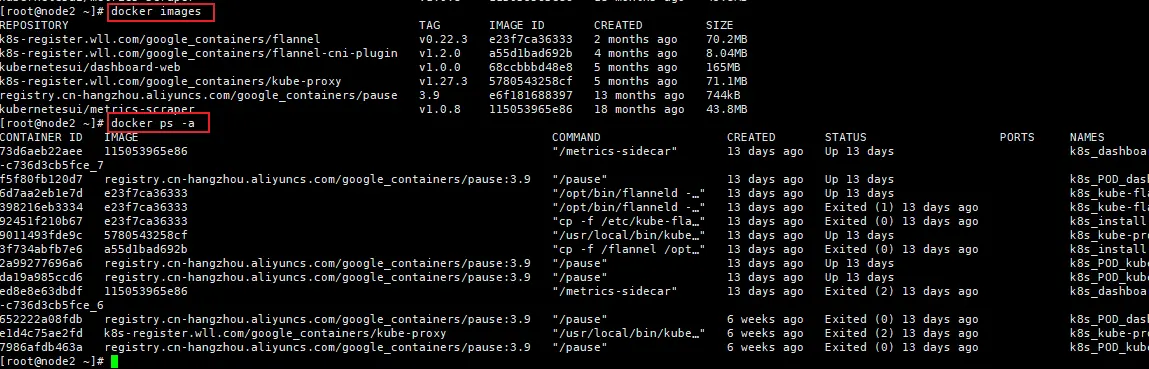 [root@node2 ~]# docker images
REPOSITORY TAG IMAGE ID CREATED SIZE
k8s-register.wll.com/google_containers/flannel v0.22.3 e23f7ca36333 2 months ago 70.2MB
k8s-register.wll.com/google_containers/flannel-cni-plugin v1.2.0 a55d1bad692b 4 months ago 8.04MB
kubernetesui/dashboard-web v1.0.0 68ccbbbd48e8 5 months ago 165MB
k8s-register.wll.com/google_containers/kube-proxy v1.27.3 5780543258cf 5 months ago 71.1MB
registry.cn-hangzhou.aliyuncs.com/google_containers/pause 3.9 e6f181688397 13 months ago 744kB
kubernetesui/metrics-scraper v1.0.8 115053965e86 18 months ago 43.8MB
[root@node2 ~]# docker ps -a
CONTAINER ID IMAGE COMMAND CREATED STATUS PORTS NAMES
73d6aeb22aee 115053965e86 "/metrics-sidecar" 13 days ago Up 13 days k8s_dashboa
-c736d3cb5fce_7
f5f80fb120d7 registry.cn-hangzhou.aliyuncs.com/google_containers/pause:3.9 "/pause" 13 days ago Up 13 days k8s_POD_das
6d7aa2eb1e7d e23f7ca36333 "/opt/bin/flanneld -…" 13 days ago Up 13 days k8s_kube-fl
398216eb3334 e23f7ca36333 "/opt/bin/flanneld -…" 13 days ago Exited (1) 13 days ago k8s_kube-fl
92451f210b67 e23f7ca36333 "cp -f /etc/kube-fla…" 13 days ago Exited (0) 13 days ago k8s_install
9011493fde9c 5780543258cf "/usr/local/bin/kube…" 13 days ago Up 13 days k8s_kube-pr
3f734abfb7e6 a55d1bad692b "cp -f /flannel /opt…" 13 days ago Exited (0) 13 days ago k8s_install
2a99277696a6 registry.cn-hangzhou.aliyuncs.com/google_containers/pause:3.9 "/pause" 13 days ago Up 13 days k8s_POD_kub
da19a985ccd6 registry.cn-hangzhou.aliyuncs.com/google_containers/pause:3.9 "/pause" 13 days ago Up 13 days k8s_POD_kub
ed8e8e63dbdf 115053965e86 "/metrics-sidecar" 13 days ago Exited (2) 13 days ago k8s_dashboa
-c736d3cb5fce_6
652222a08fdb registry.cn-hangzhou.aliyuncs.com/google_containers/pause:3.9 "/pause" 6 weeks ago Exited (0) 13 days ago k8s_POD_das
e1d4c75ae2fd k8s-register.wll.com/google_containers/kube-proxy "/usr/local/bin/kube…" 6 weeks ago Exited (2) 13 days ago k8s_kube-pr
7986afdb463a registry.cn-hangzhou.aliyuncs.com/google_containers/pause:3.9 "/pause" 6 weeks ago Exited (0) 13 days ago k8s_POD_kub
[root@node2 ~]#